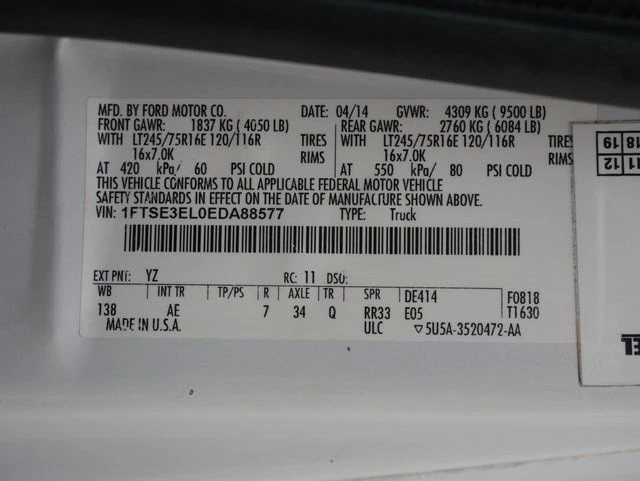 MFD. BY FORD MOTOR CO. DATE: 04/14 GVWR: 4309 KG (9500 LB)
FRONT GAWR: 1837 KG (4050 LB) REAR GAWR: 2760 KG (6084 LB)
WITH LT245/75R16E 120/116R TIRES WITH LT245/75R16E 120/116R TIRES
16x7.0K RIMS 16x7.0K RIMS
AT 420 kPa/ 60 PSI COLD AT 550 kPa/ 80 PSI COLD
THIS VEHICLE CONFORMS TO ALL APPLICABLE FEDERAL MOTOR VEHICLE
SAFETY STANDARDS IN EFFECT ON THE DATE OF MANUFACTURE SHOWN ABOVE.
VIN: 1FTSE3EL0EDA88577 TYPE: Truck
EXT PNT: YZ RC: 11 DSO:
WB INT TR TP/PS R AXLE TR SPR DE414 F0818
138 AE 7 34 Q RR33 E05 T1630
MADE IN U.S.A. ULC ▽5U5A-3520472-AA
11 18
12 19
EL